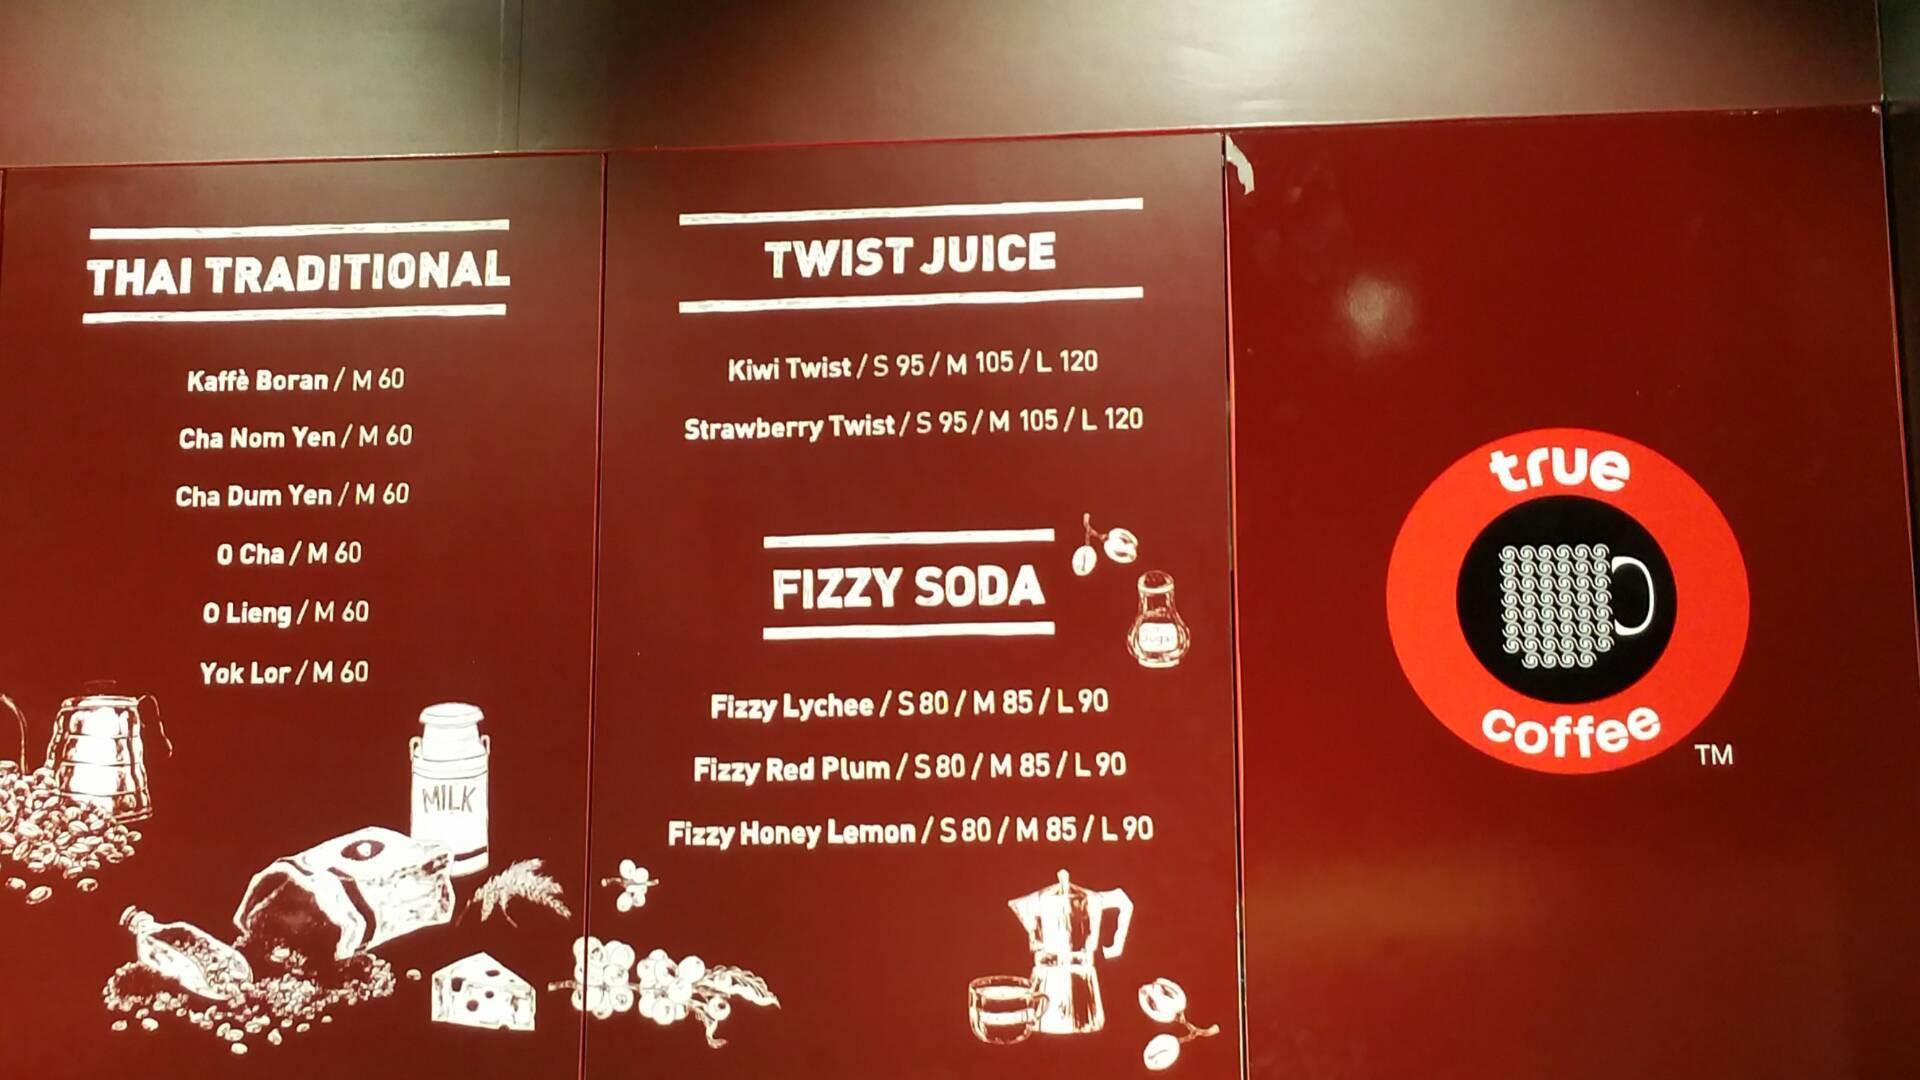 THAI TRADITIONAL
Kaffè Boran / M 60
Cha Nom Yen / M 60
Cha Dum Yen / M 60
O Cha / M 60
O Lieng / M 60
Yok Lor / M 60
MILK
TWIST JUICE
Kiwi Twist / S 95 / M 105 / L 120
Strawberry Twist / S 95 / M 105 / L 120
FIZZY SODA
Fizzy Lychee / S 80 / M 85 / L 90
Fizzy Red Plum / S 80 / M 85 / L 90
Fizzy Honey Lemon / S 80 / M 85 / L 90
true
coffee
TM